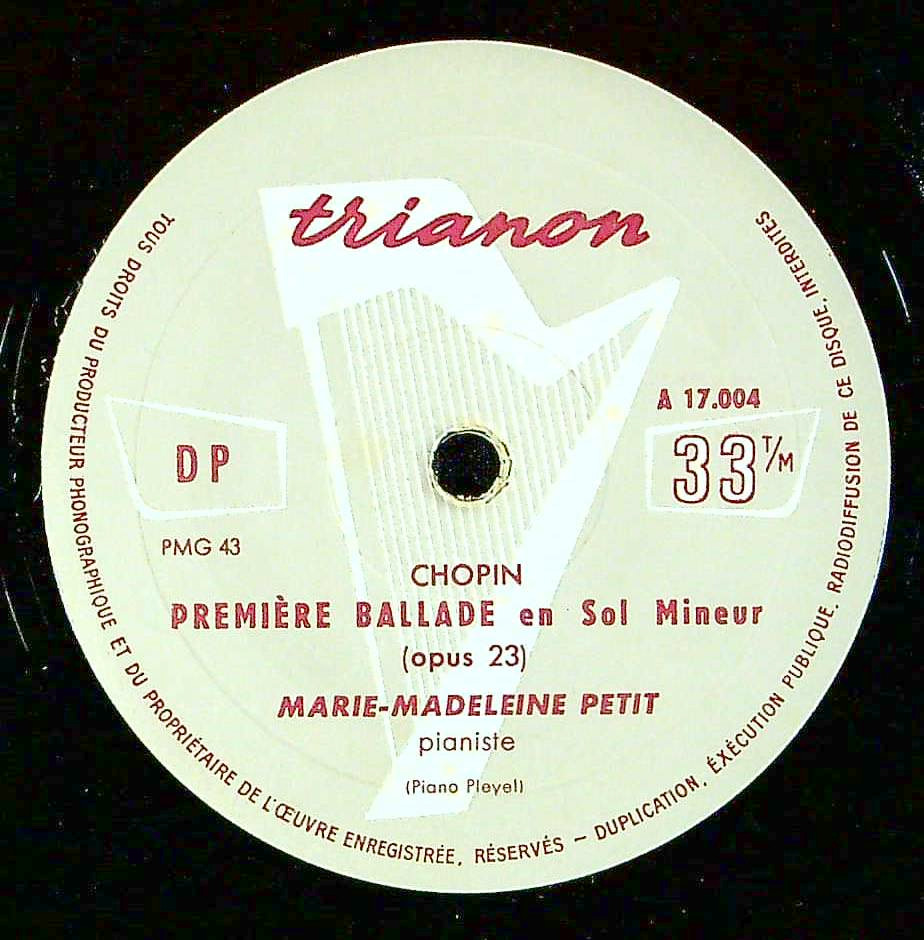 trianon
A 17.004
DP
33 T/M
PMG 43
CHOPIN
PREMIÈRE BALLADE en Sol Mineur
(opus 23)
MARIE-MADELEINE PETIT
pianiste
(Piano Pleyel)
TOUS DROITS DU PRODUCTEUR PHONOGRAPHIQUE ET DU PROPRIÉTAIRE DE L'ŒUVRE ENREGISTRÉE, RÉSERVÉS – DUPLICATION, ÉXÉCUTION PUBLIQUE, RADIODIFFUSION DE CE DISQUE, INTERDITES